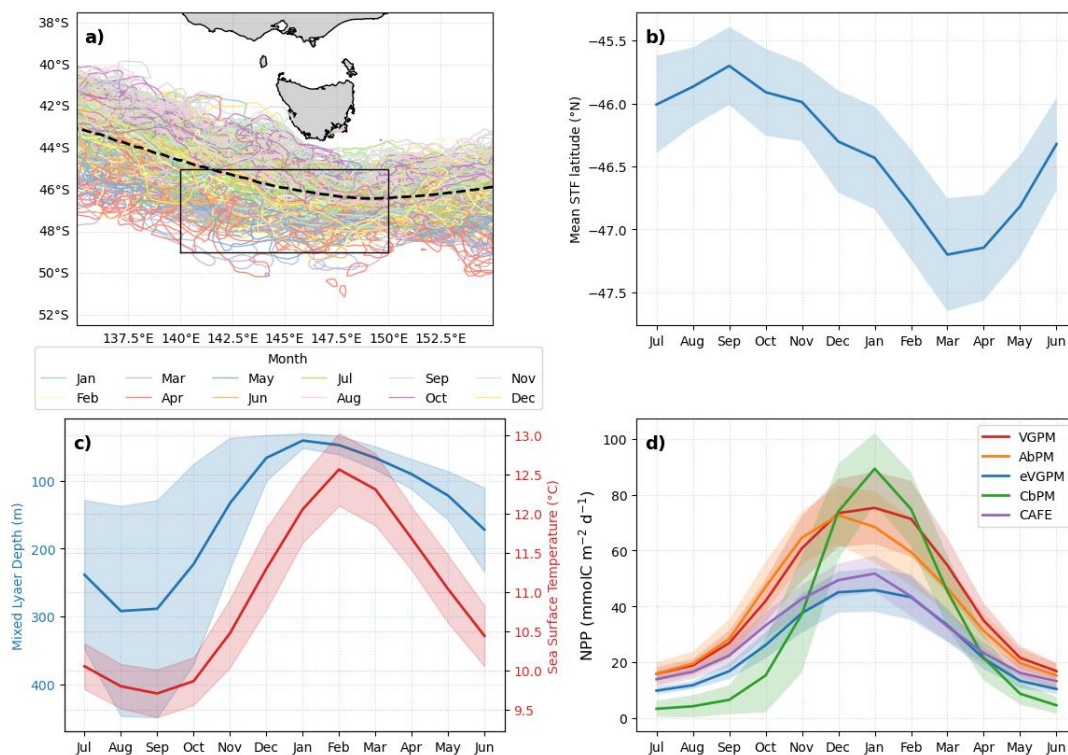 a)
38°S
40°S
42°S
44°S
46°S
48°S
50°S
52°S
137.5°E 140°E 142.5°E 145°E 147.5°E 150°E 152.5°E
Month
Jan Mar May Jul Sep Nov
Feb Apr Jun Aug Oct Dec
b)
Mean STF latitude (°N)
−45.5
−46.0
−46.5
−47.0
−47.5
Jul Aug Sep Oct Nov Dec Jan Feb Mar Apr May Jun
c)
Mixed Lyaer Depth (m)
100
200
300
400
13.0
12.5
12.0
11.5
11.0
10.5
10.0
9.5
Sea Surface Temperature (°C)
Jul Aug Sep Oct Nov Dec Jan Feb Mar Apr May Jun
d)
NPP (mmolC m⁻² d⁻¹)
100
80
60
40
20
0
VGPM
AbPM
eVGPM
CbPM
CAFE
Jul Aug Sep Oct Nov Dec Jan Feb Mar Apr May Jun